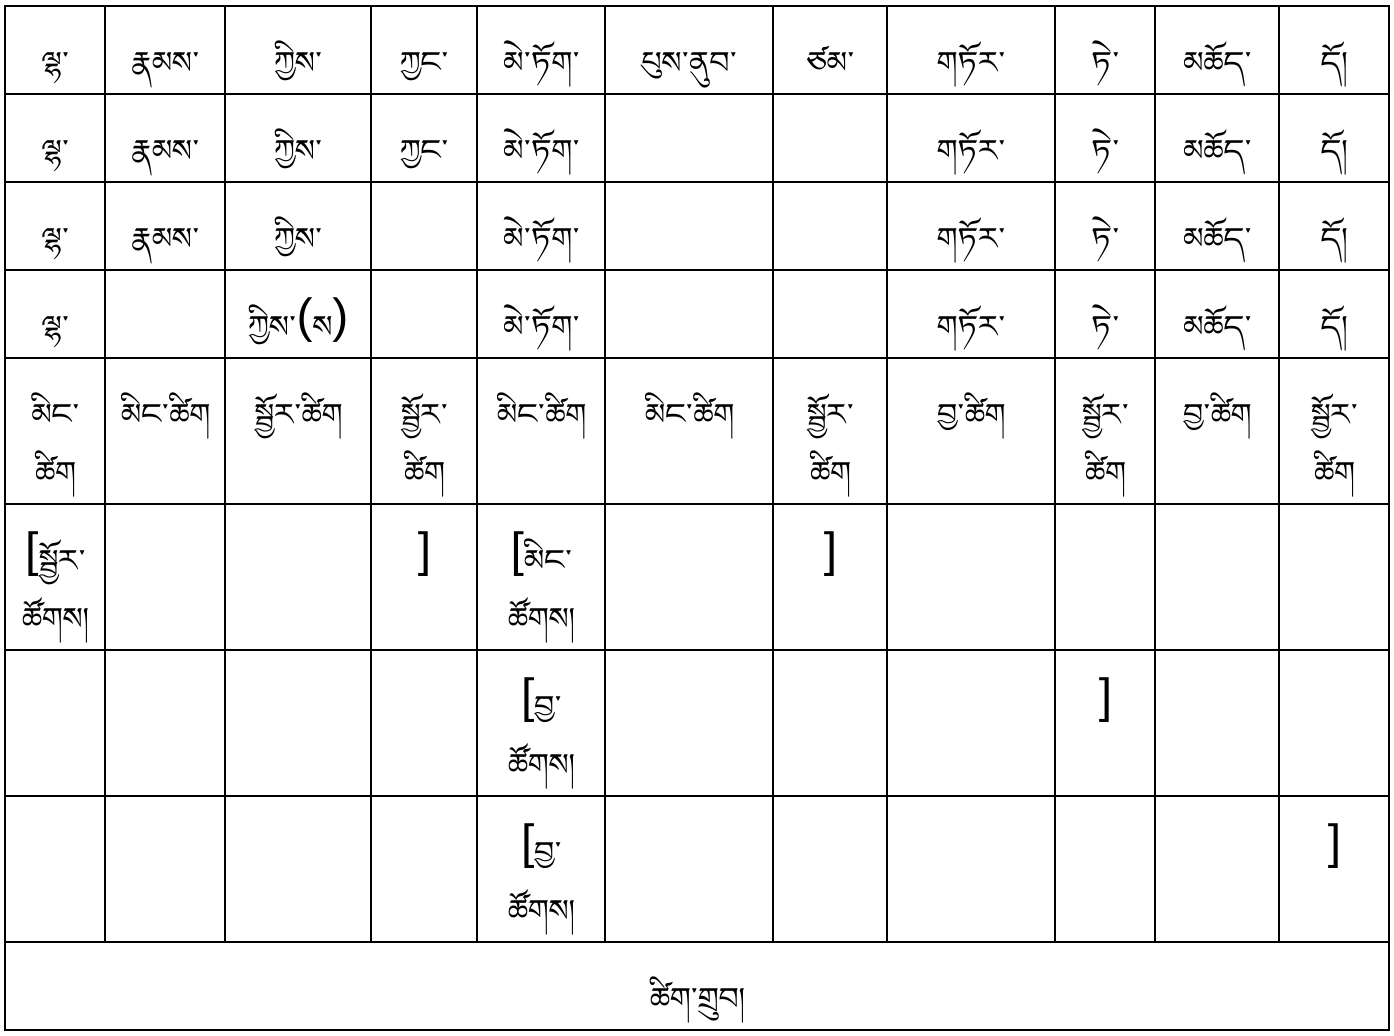 ལྷ་ རྣམས་ ཀྱིས་ ཀྱང་ མེ་ཏོག་ པུས་ནུབ་ ཙམ་ གཏོར་ ཏེ་ མཆོད་ དོ།
ལྷ་ རྣམས་ ཀྱིས་ ཀྱང་ མེ་ཏོག་ གཏོར་ ཏེ་ མཆོད་ དོ།
ལྷ་ རྣམས་ ཀྱིས་ མེ་ཏོག་ གཏོར་ ཏེ་ མཆོད་ དོ།
ལྷ་ ཀྱིས་(ས) མེ་ཏོག་ གཏོར་ ཏེ་ མཆོད་ དོ།
མིང་ མིང་ཚིག སྦྱོར་ཚིག སྦྱོར་ མིང་ཚིག མིང་ཚིག སྦྱོར་ བྱ་ཚིག སྦྱོར་ བྱ་ཚིག སྦྱོར་
ཚིག ཚིག ཚིག ཚིག ཚིག
[སྦྱོར་ ] [མིང་ ]
ཚོགས། ཚོགས།
[བྱ་ ]
ཚོགས།
[བྱ་ ]
ཚོགས།
ཚིག་གྲུབ།